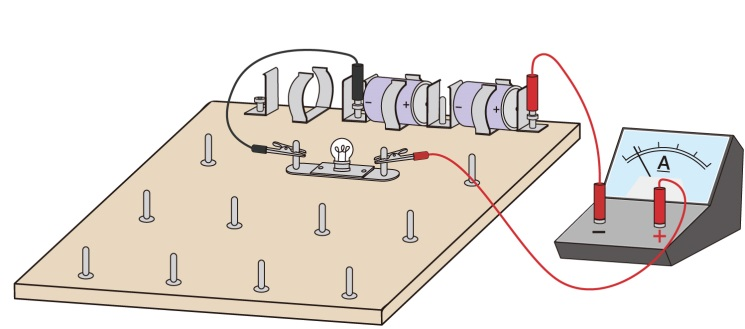 − + − +
A
− +